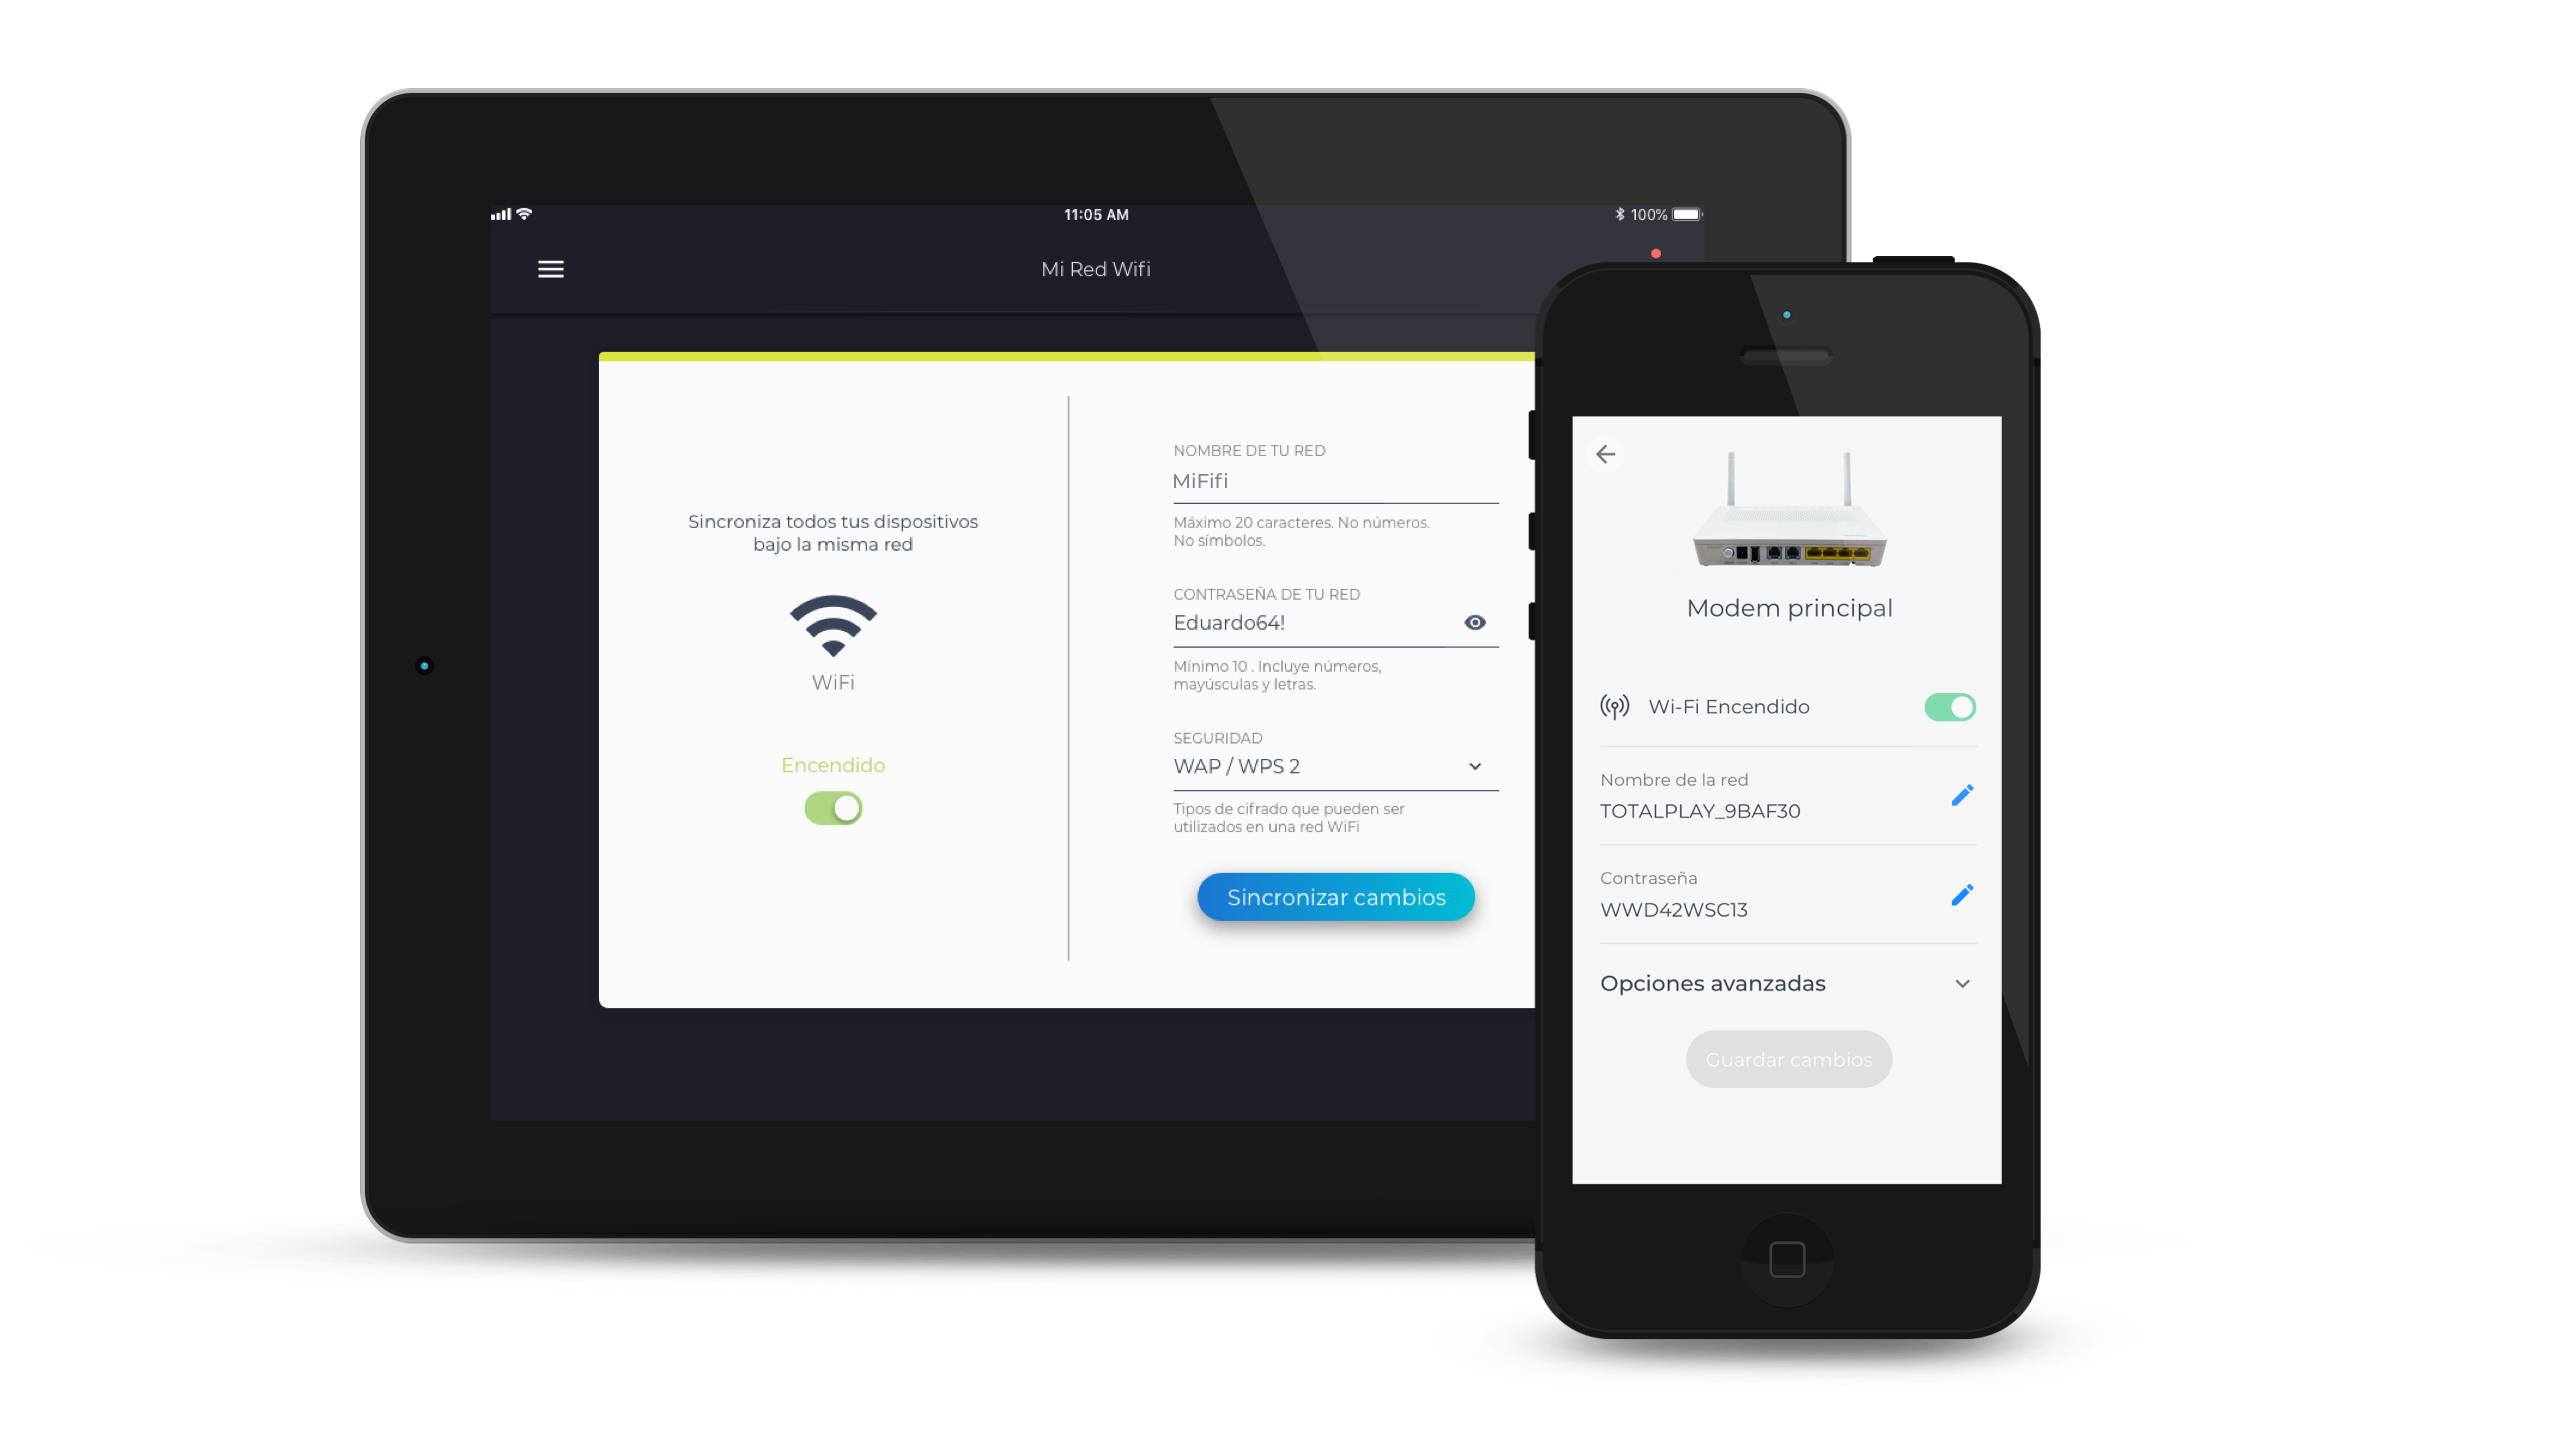 11:05 AM
100%
Mi Red Wifi
Sincroniza todos tus dispositivos
bajo la misma red
WiFi
Encendido
NOMBRE DE TU RED
MiFifi
Máximo 20 caracteres. No números.
No símbolos.
CONTRASEÑA DE TU RED
Eduardo64!
Mínimo 10 . Incluye números,
mayúsculas y letras.
SEGURIDAD
WAP / WPS 2
Tipos de cifrado que pueden ser
utilizados en una red WiFi
Sincronizar cambios
Modem principal
Wi-Fi Encendido
Nombre de la red
TOTALPLAY_9BAF30
Contraseña
WWD42WSC13
Opciones avanzadas
Guardar cambios